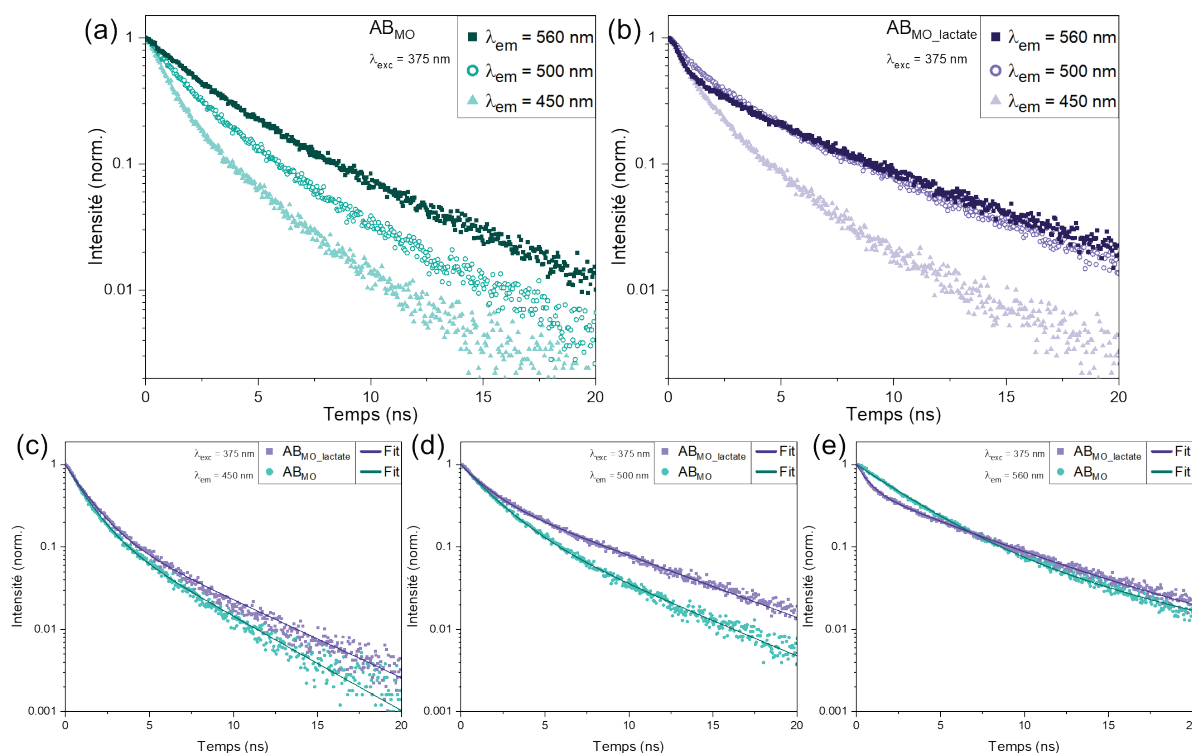 (a)
AB_MO
λ_exc = 375 nm
λ_em = 560 nm
λ_em = 500 nm
λ_em = 450 nm
1
0.1
0.01
Intensité (norm.)
0 5 10 15 20
Temps (ns)
(b)
AB_MO_lactate
λ_exc = 375 nm
λ_em = 560 nm
λ_em = 500 nm
λ_em = 450 nm
1
0.1
0.01
Intensité (norm.)
0 5 10 15 20
Temps (ns)
(c)
λ_exc = 375 nm
λ_em = 450 nm
AB_MO_lactate Fit
AB_MO Fit
1
0.1
0.01
0.001
Intensité (norm.)
0 5 10 15 20
Temps (ns)
(d)
λ_exc = 375 nm
λ_em = 500 nm
AB_MO_lactate Fit
AB_MO Fit
1
0.1
0.01
0.001
Intensité (norm.)
0 5 10 15 20
Temps (ns)
(e)
λ_exc = 375 nm
λ_em = 560 nm
AB_MO_lactate Fit
AB_MO Fit
1
0.1
0.01
0.001
Intensité (norm.)
0 5 10 15 20
Temps (ns)